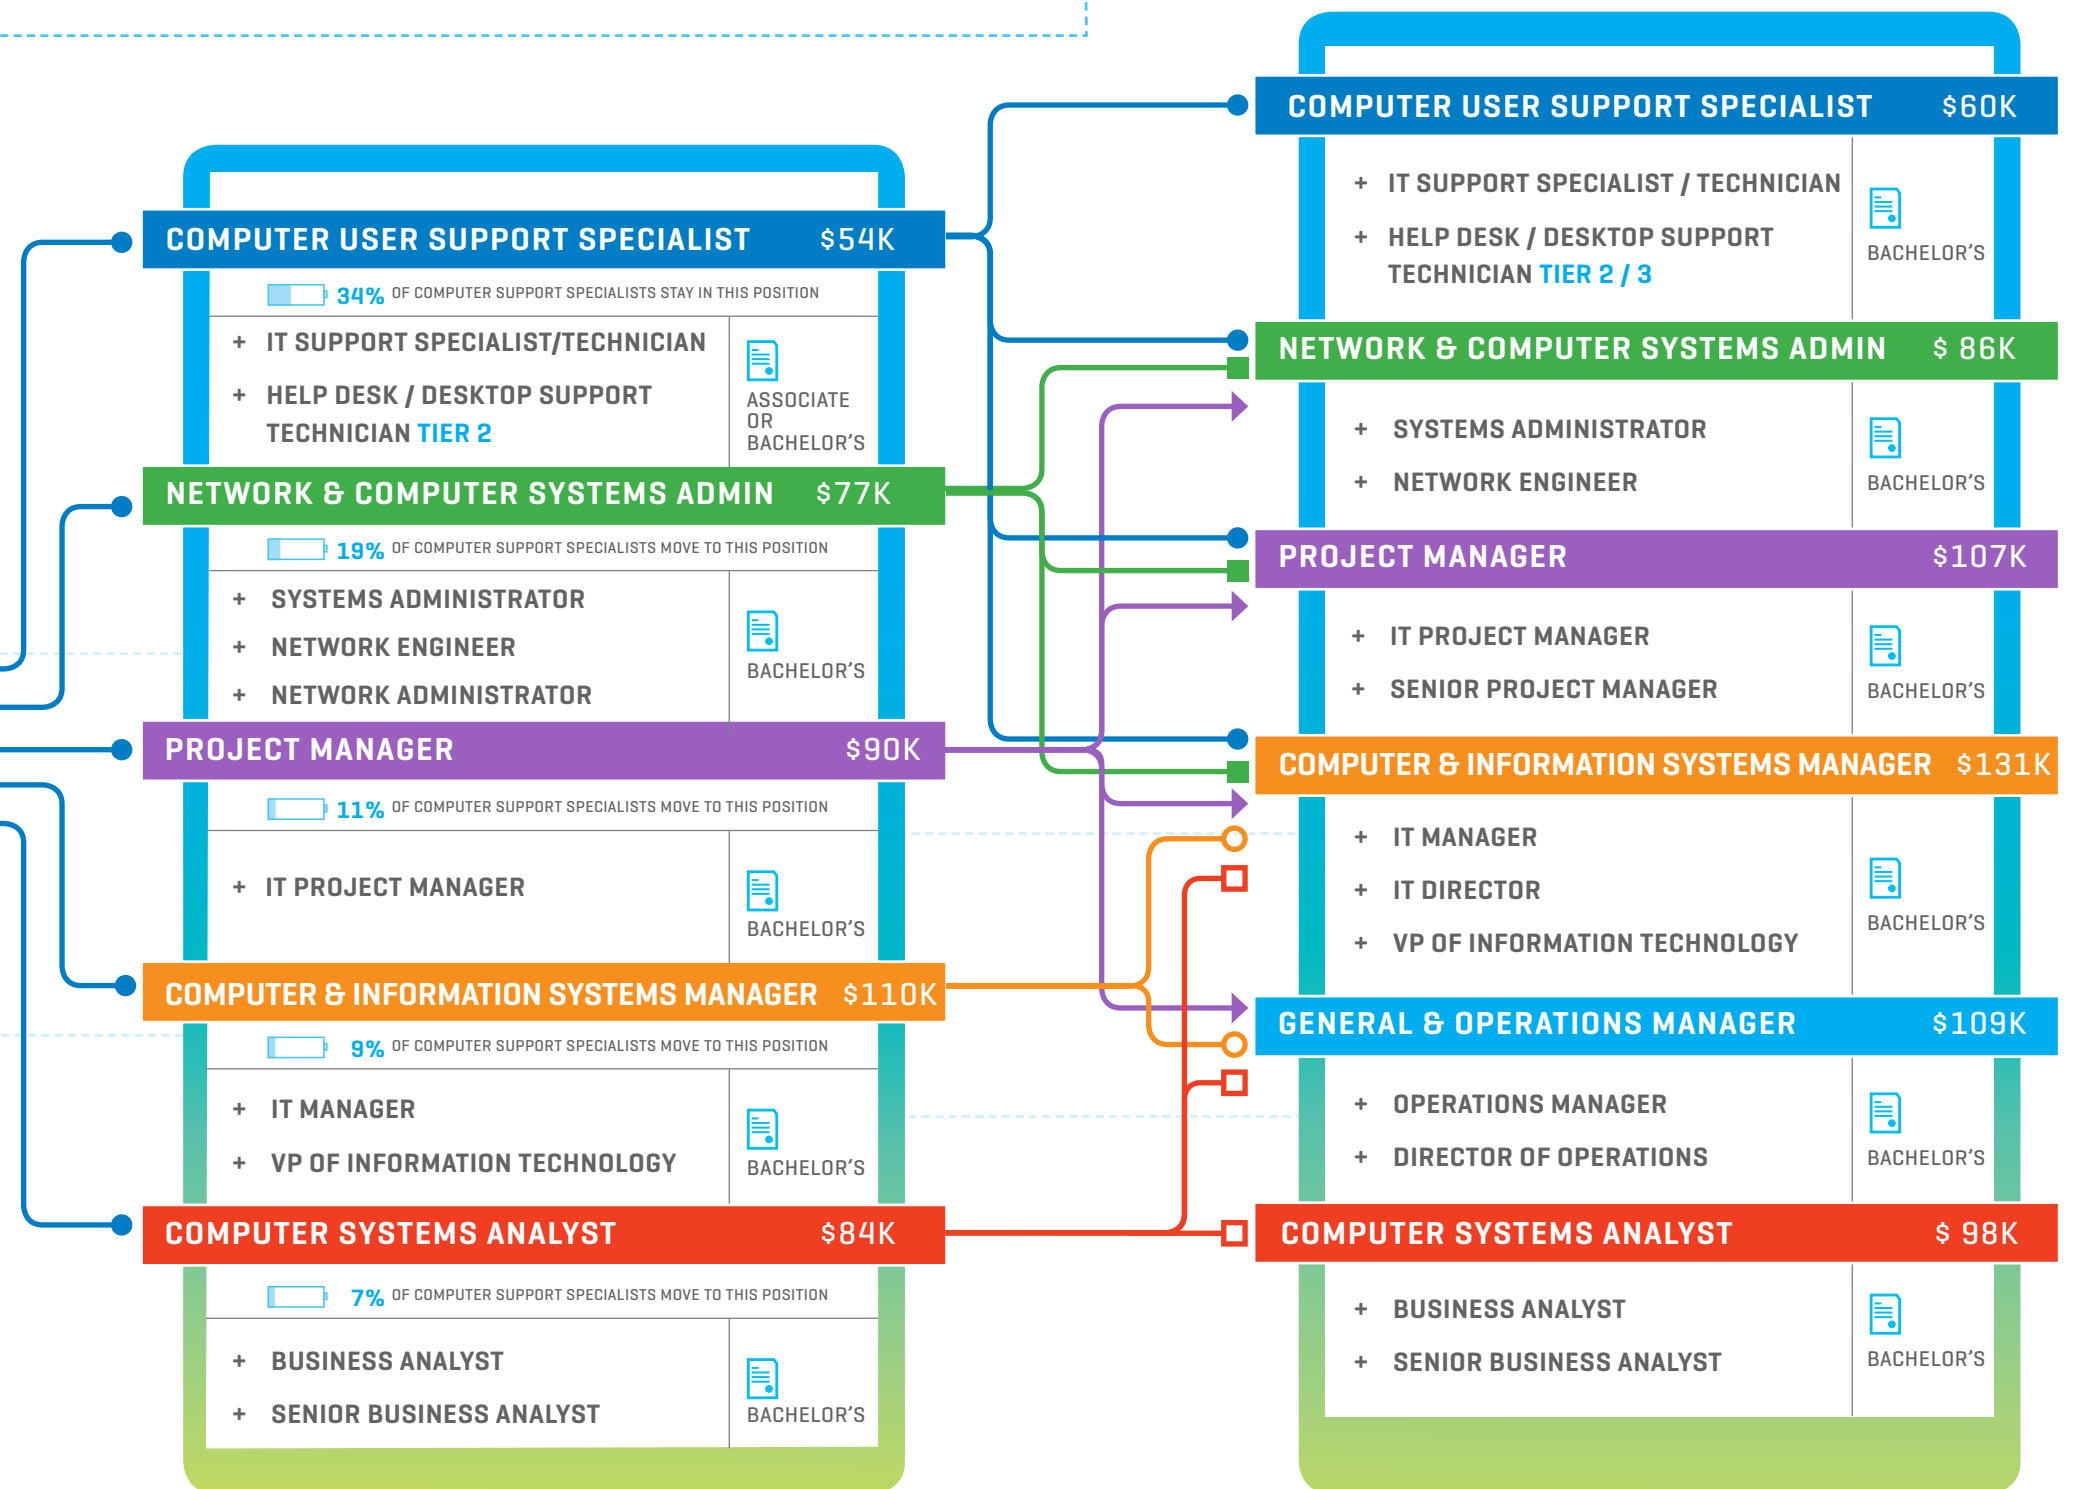 COMPUTER USER SUPPORT SPECIALIST $54K
34% OF COMPUTER SUPPORT SPECIALISTS STAY IN THIS POSITION
+ IT SUPPORT SPECIALIST/TECHNICIAN
+ HELP DESK / DESKTOP SUPPORT
TECHNICIAN TIER 2
ASSOCIATE
OR
BACHELOR'S
NETWORK & COMPUTER SYSTEMS ADMIN $77K
19% OF COMPUTER SUPPORT SPECIALISTS MOVE TO THIS POSITION
+ SYSTEMS ADMINISTRATOR
+ NETWORK ENGINEER
+ NETWORK ADMINISTRATOR
BACHELOR'S
PROJECT MANAGER $90K
11% OF COMPUTER SUPPORT SPECIALISTS MOVE TO THIS POSITION
+ IT PROJECT MANAGER
BACHELOR'S
COMPUTER & INFORMATION SYSTEMS MANAGER $110K
9% OF COMPUTER SUPPORT SPECIALISTS MOVE TO THIS POSITION
+ IT MANAGER
+ VP OF INFORMATION TECHNOLOGY
BACHELOR'S
COMPUTER SYSTEMS ANALYST $84K
7% OF COMPUTER SUPPORT SPECIALISTS MOVE TO THIS POSITION
+ BUSINESS ANALYST
+ SENIOR BUSINESS ANALYST
BACHELOR'S
COMPUTER USER SUPPORT SPECIALIST $60K
+ IT SUPPORT SPECIALIST / TECHNICIAN
+ HELP DESK / DESKTOP SUPPORT
TECHNICIAN TIER 2 / 3
BACHELOR'S
NETWORK & COMPUTER SYSTEMS ADMIN $ 86K
+ SYSTEMS ADMINISTRATOR
+ NETWORK ENGINEER
BACHELOR'S
PROJECT MANAGER $107K
+ IT PROJECT MANAGER
+ SENIOR PROJECT MANAGER
BACHELOR'S
COMPUTER & INFORMATION SYSTEMS MANAGER $131K
+ IT MANAGER
+ IT DIRECTOR
+ VP OF INFORMATION TECHNOLOGY
BACHELOR'S
GENERAL & OPERATIONS MANAGER $109K
+ OPERATIONS MANAGER
+ DIRECTOR OF OPERATIONS
BACHELOR'S
COMPUTER SYSTEMS ANALYST $ 98K
+ BUSINESS ANALYST
+ SENIOR BUSINESS ANALYST
BACHELOR'S